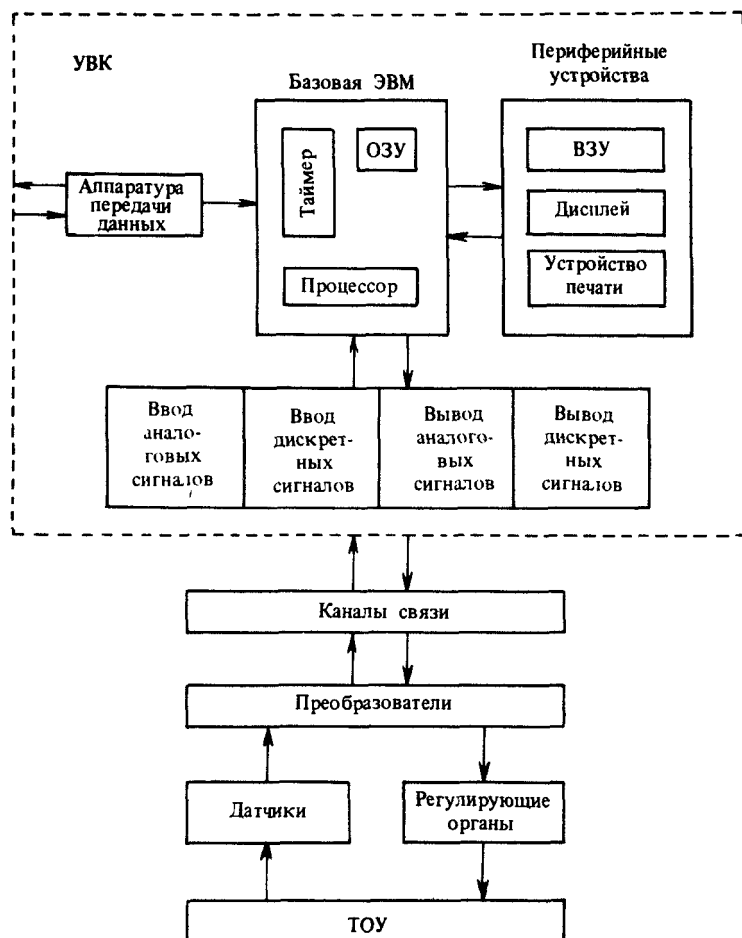 УВК
Периферийные
устройства
Базовая ЭВМ
Таймер
ОЗУ
Процессор
ВЗУ
Дисплей
Устройство
печати
Аппаратура
передачи
данных
Ввод
анало-
говых
сигналов
Ввод
дискрет-
ных
сигналов
Вывод
аналого-
вых
сигналов
Вывод
дискрет-
ных
сигналов
Каналы связи
Преобразователи
Датчики
Регулирующие
органы
ТОУ